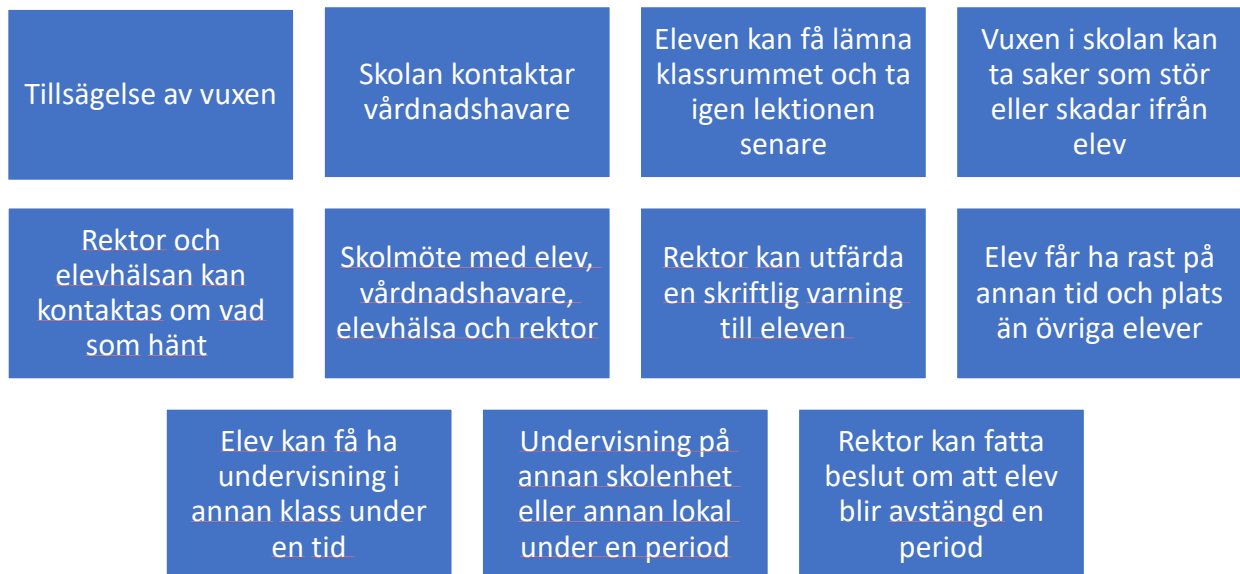 Tillsägelse av vuxen
Skolan kontaktar
vårdnadshavare
Eleven kan få lämna
klassrummet och ta
igen lektionen
senare
Vuxen i skolan kan
ta saker som stör
eller skadar ifrån
elev
Rektor och
elevhälsan kan
kontaktas om vad
som hänt
Skolmöte med elev,
vårdnadshavare,
elevhälsa och rektor
Rektor kan utfärda
en skriftlig varning
till eleven
Elev får ha rast på
annan tid och plats
än övriga elever
Elev kan få ha
undervisning i
annan klass under
en tid
Undervisning på
annan skolenhet
eller annan lokal
under en period
Rektor kan fatta
beslut om att elev
blir avstängd en
period